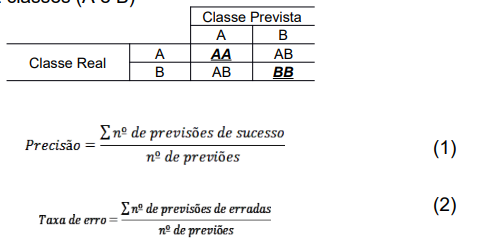 classes (A e B)
Classe Prevista
A B
Classe Real A AA AB
B AB BB
Precisão = ∑ nº de previsões de sucesso / nº de previões (1)
Taxa de erro = ∑ nº de previsões de erradas / nº de previões (2)